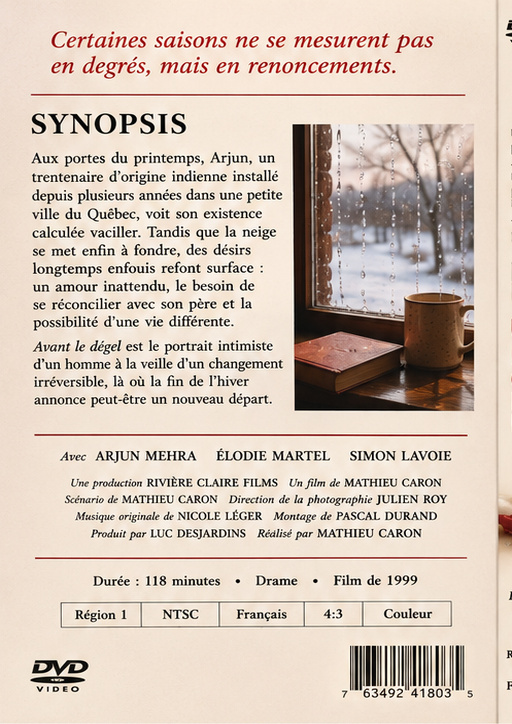 Certaines saisons ne se mesurent pas
en degrés, mais en renoncements.
SYNOPSIS
Aux portes du printemps, Arjun, un
trentenaire d'origine indienne installé
depuis plusieurs années dans une petite
ville du Québec, voit son existence
calculée vaciller. Tandis que la neige
se met enfin à fondre, des désirs
longtemps enfouis refont surface :
un amour inattendu, le besoin de
se réconcilier avec son père et la
possibilité d'une vie différente.
Avant le dégel est le portrait intimiste
d'un homme à la veille d'un changement
irréversible, là où la fin de l'hiver
annonce peut-être un nouveau départ.
Avec ARJUN MEHRA ÉLODIE MARTEL SIMON LAVOIE
Une production RIVIÈRE CLAIRE FILMS Un film de MATHIEU CARON
Scénario de MATHIEU CARON Direction de la photographie JULIEN ROY
Musique originale de NICOLE LÉGER Montage de PASCAL DURAND
Produit par LUC DESJARDINS Réalisé par MATHIEU CARON
Durée : 118 minutes • Drame • Film de 1999
Région 1 NTSC Français 4:3 Couleur
DVD
VIDEO
7 63492 41803 5